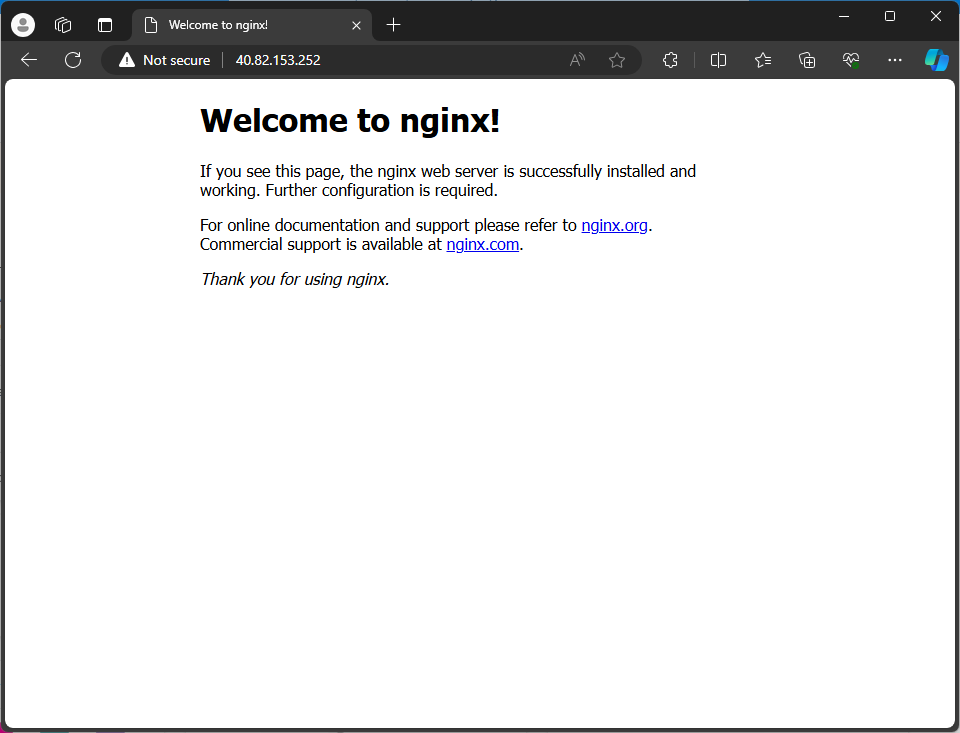 Welcome to nginx!
Not secure
40.82.153.252
Welcome to nginx!
If you see this page, the nginx web server is successfully installed and
working. Further configuration is required.
For online documentation and support please refer to nginx.org.
Commercial support is available at nginx.com.
Thank you for using nginx.